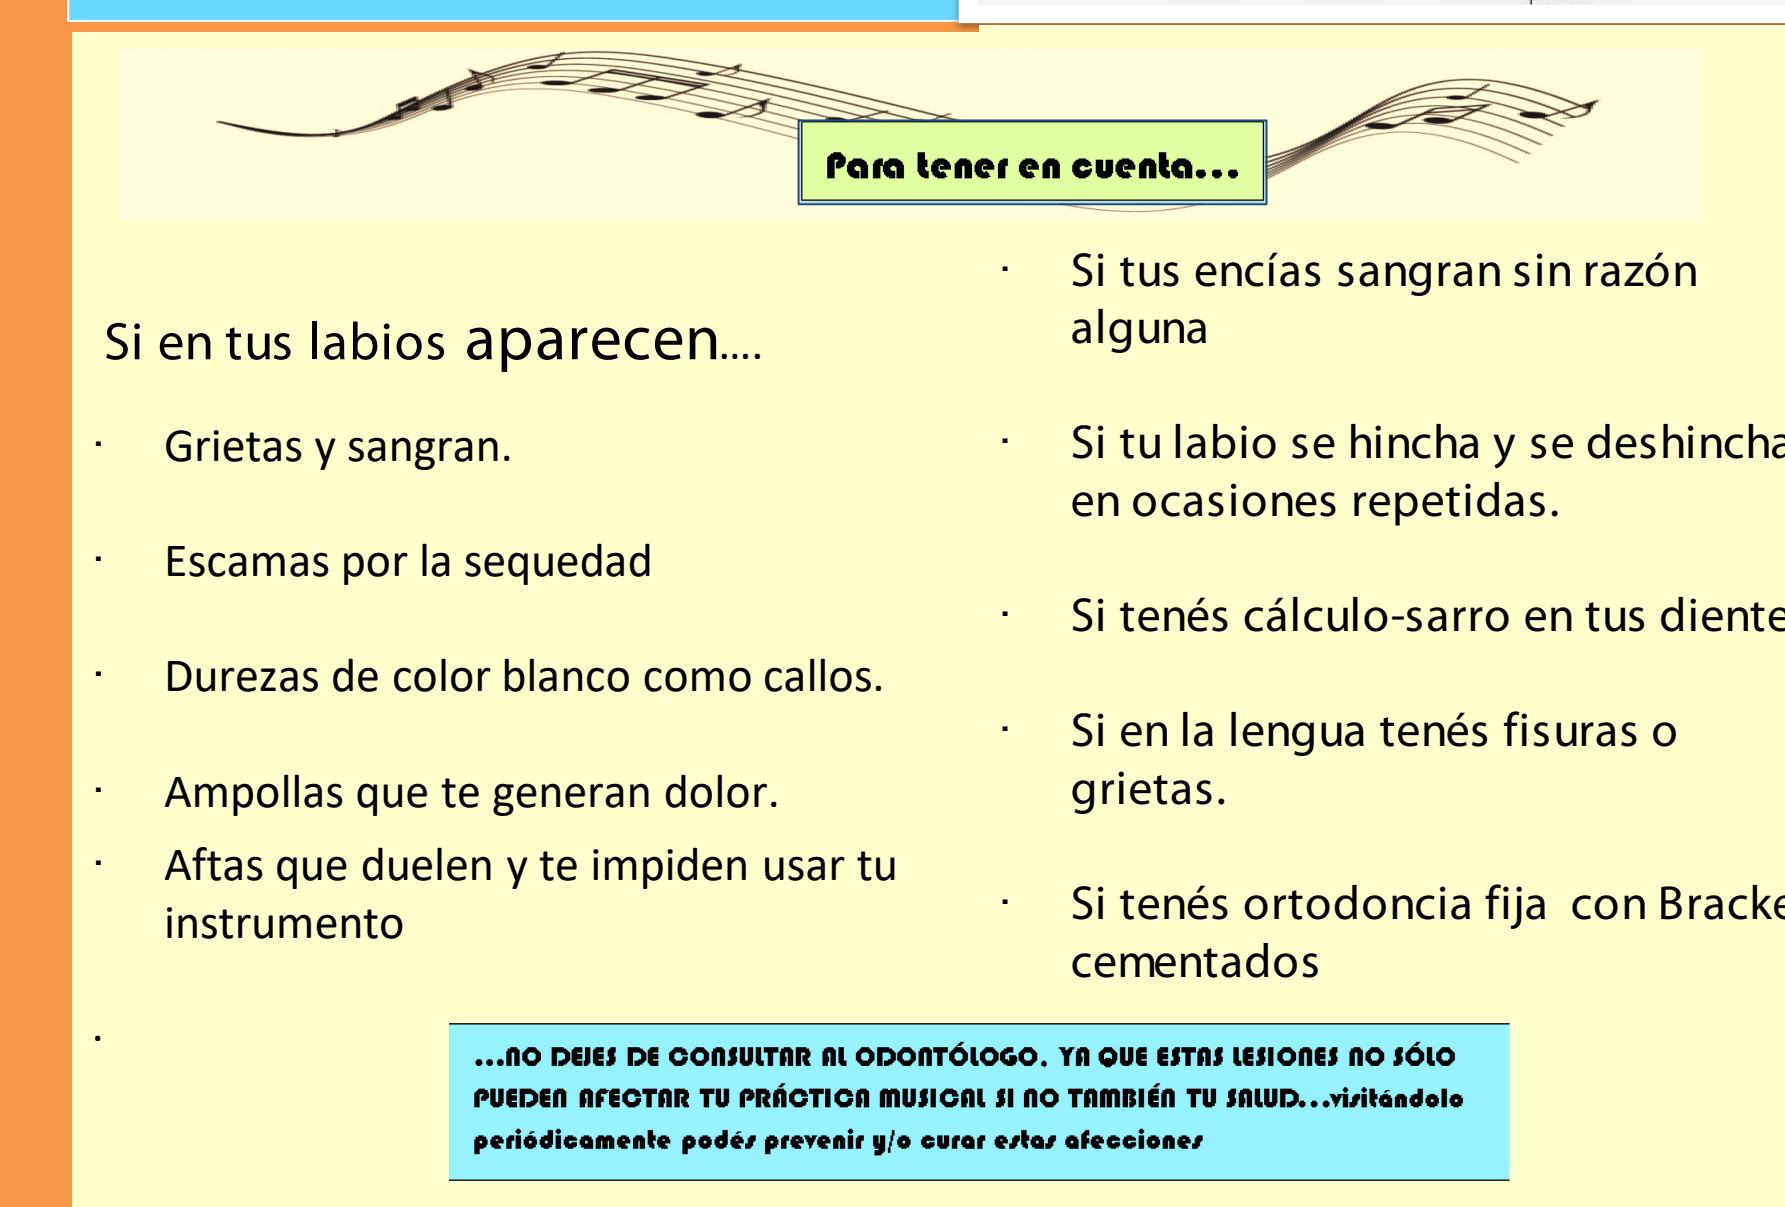 Para tener en cuenta...
Si en tus labios aparecen....
· Grietas y sangran.
· Escamas por la sequedad
· Durezas de color blanco como callos.
· Ampollas que te generan dolor.
· Aftas que duelen y te impiden usar tu
instrumento
·
· Si tus encías sangran sin razón
alguna
· Si tu labio se hincha y se deshincha
en ocasiones repetidas.
· Si tenés cálculo-sarro en tus diente
· Si en la lengua tenés fisuras o
grietas.
· Si tenés ortodoncia fija con Bracke
cementados
...NO DEJES DE CONSULTAR AL ODONTÓLOGO, YA QUE ESTAS LESIONES NO SÓLO
PUEDEN AFECTAR TU PRÁCTICA MUSICAL SI NO TAMBIÉN TU SALUD...visitándolo
periódicamente podés prevenir y/o curar estas afecciones